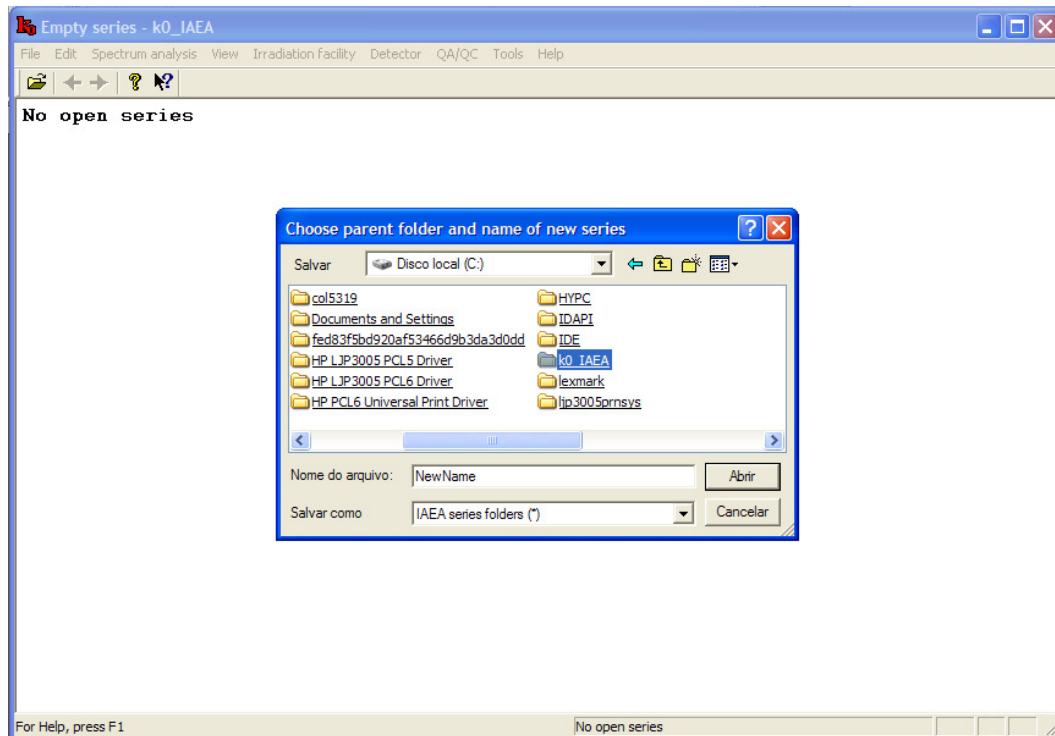 Empty series - k0_IAEA
File Edit Spectrum analysis View Irradiation facility Detector QA/QC Tools Help
No open series
Choose parent folder and name of new series
Salvar Disco local (C:)
col5319 HYPC
Documents and Settings IDAPI
fed83f5bd920af53466d9b3da3d0dd IDE
HP LJP3005 PCL5 Driver k0_IAEA
HP LJP3005 PCL6 Driver lexmark
HP PCL6 Universal Print Driver ljp3005prnsys
Nome do arquivo: NewName Abrir
Salvar como IAEA series folders (*) Cancelar
For Help, press F1 No open series